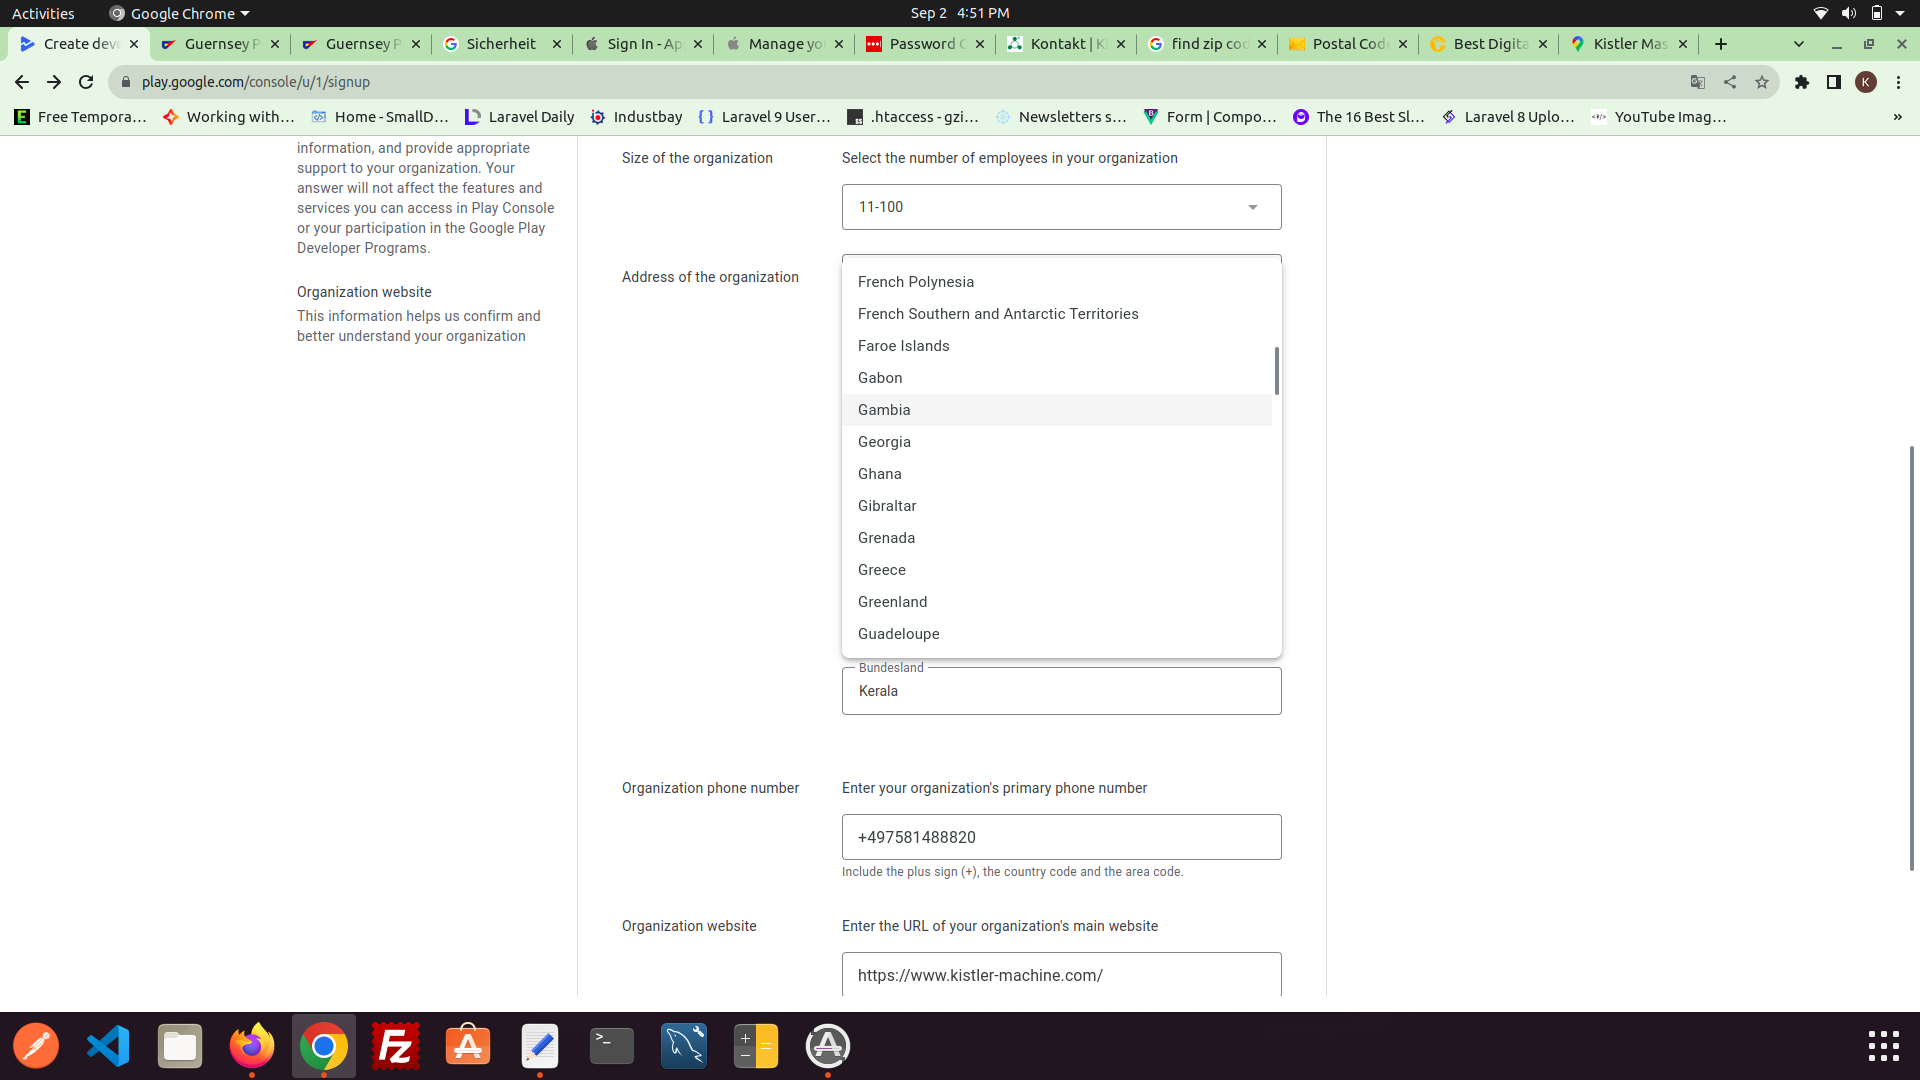 Activities
Google Chrome
Sep 2 4:51 PM
Create deve
Guernsey P
Guernsey P
Sicherheit
Sign In - Ap
Manage you
Password G
Kontakt | Ki
find zip cod
Postal Code
Best Digita
Kistler Mas
play.google.com/console/u/1/signup
K
Free Tempora...
Working with...
Home - SmallD...
Laravel Daily
Industbay
Laravel 9 User...
.htaccess - gzi...
Newsletters s...
Form | Compo...
The 16 Best Sl...
Laravel 8 Uplo...
YouTube Imag...
»
information, and provide appropriate
support to your organization. Your
answer will not affect the features and
services you can access in Play Console
or your participation in the Google Play
Developer Programs.
Organization website
This information helps us confirm and
better understand your organization
Size of the organization
Select the number of employees in your organization
11-100
Address of the organization
French Polynesia
French Southern and Antarctic Territories
Faroe Islands
Gabon
Gambia
Georgia
Ghana
Gibraltar
Grenada
Greece
Greenland
Guadeloupe
Bundesland
Kerala
Organization phone number
Enter your organization's primary phone number
+497581488820
Include the plus sign (+), the country code and the area code.
Organization website
Enter the URL of your organization's main website
https://www.kistler-machine.com/